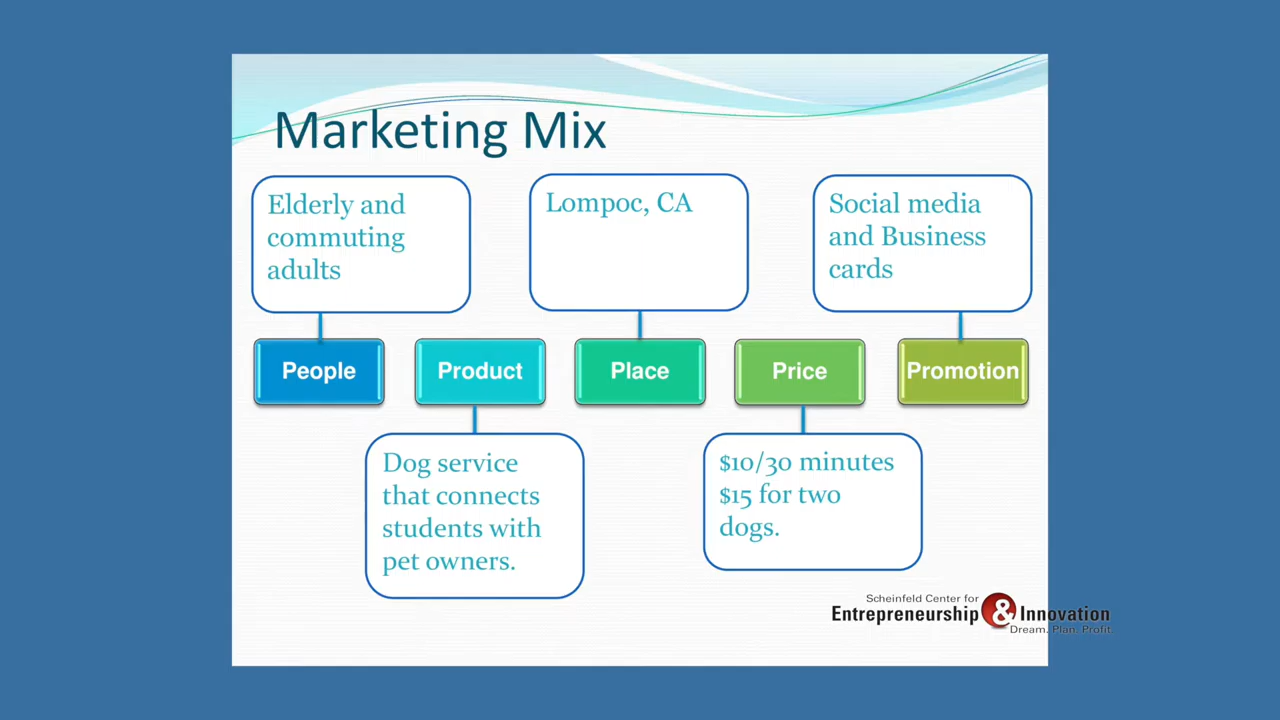 Marketing Mix
Elderly and
commuting
adults
Lompoc, CA
Social media
and Business
cards
People
Product
Place
Price
Promotion
Dog service
that connects
students with
pet owners.
$10/30 minutes
$15 for two
dogs.
Scheinfeld Center for
Entrepreneurship & Innovation
Dream. Plan. Profit.